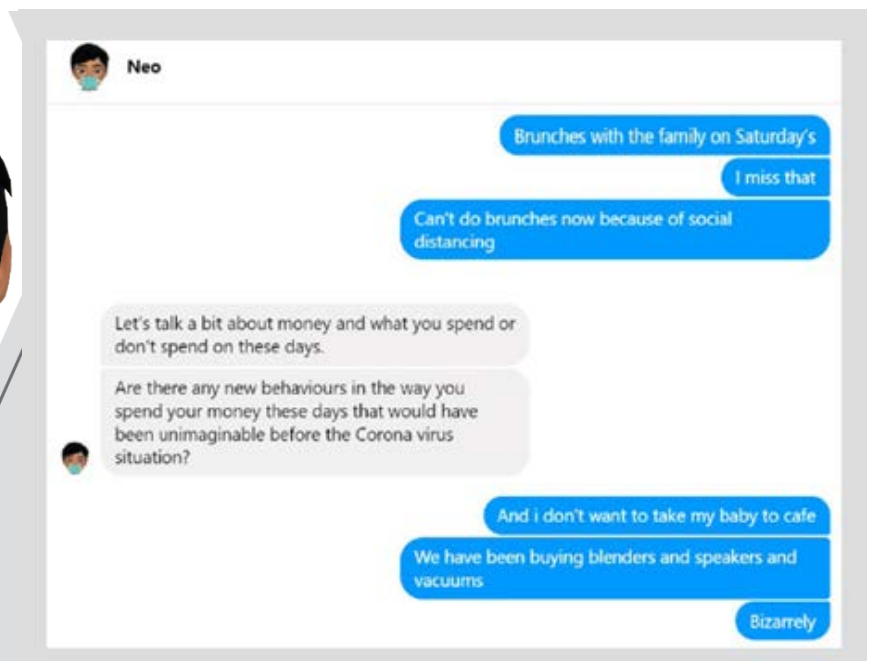 Neo
Brunches with the family on Saturday's
I miss that
Can't do brunches now because of social
distancing
Let's talk a bit about money and what you spend or
don't spend on these days.
Are there any new behaviours in the way you
spend your money these days that would have
been unimaginable before the Corona virus
situation?
And i don't want to take my baby to cafe
We have been buying blenders and speakers and
vacuums
Bizarrely